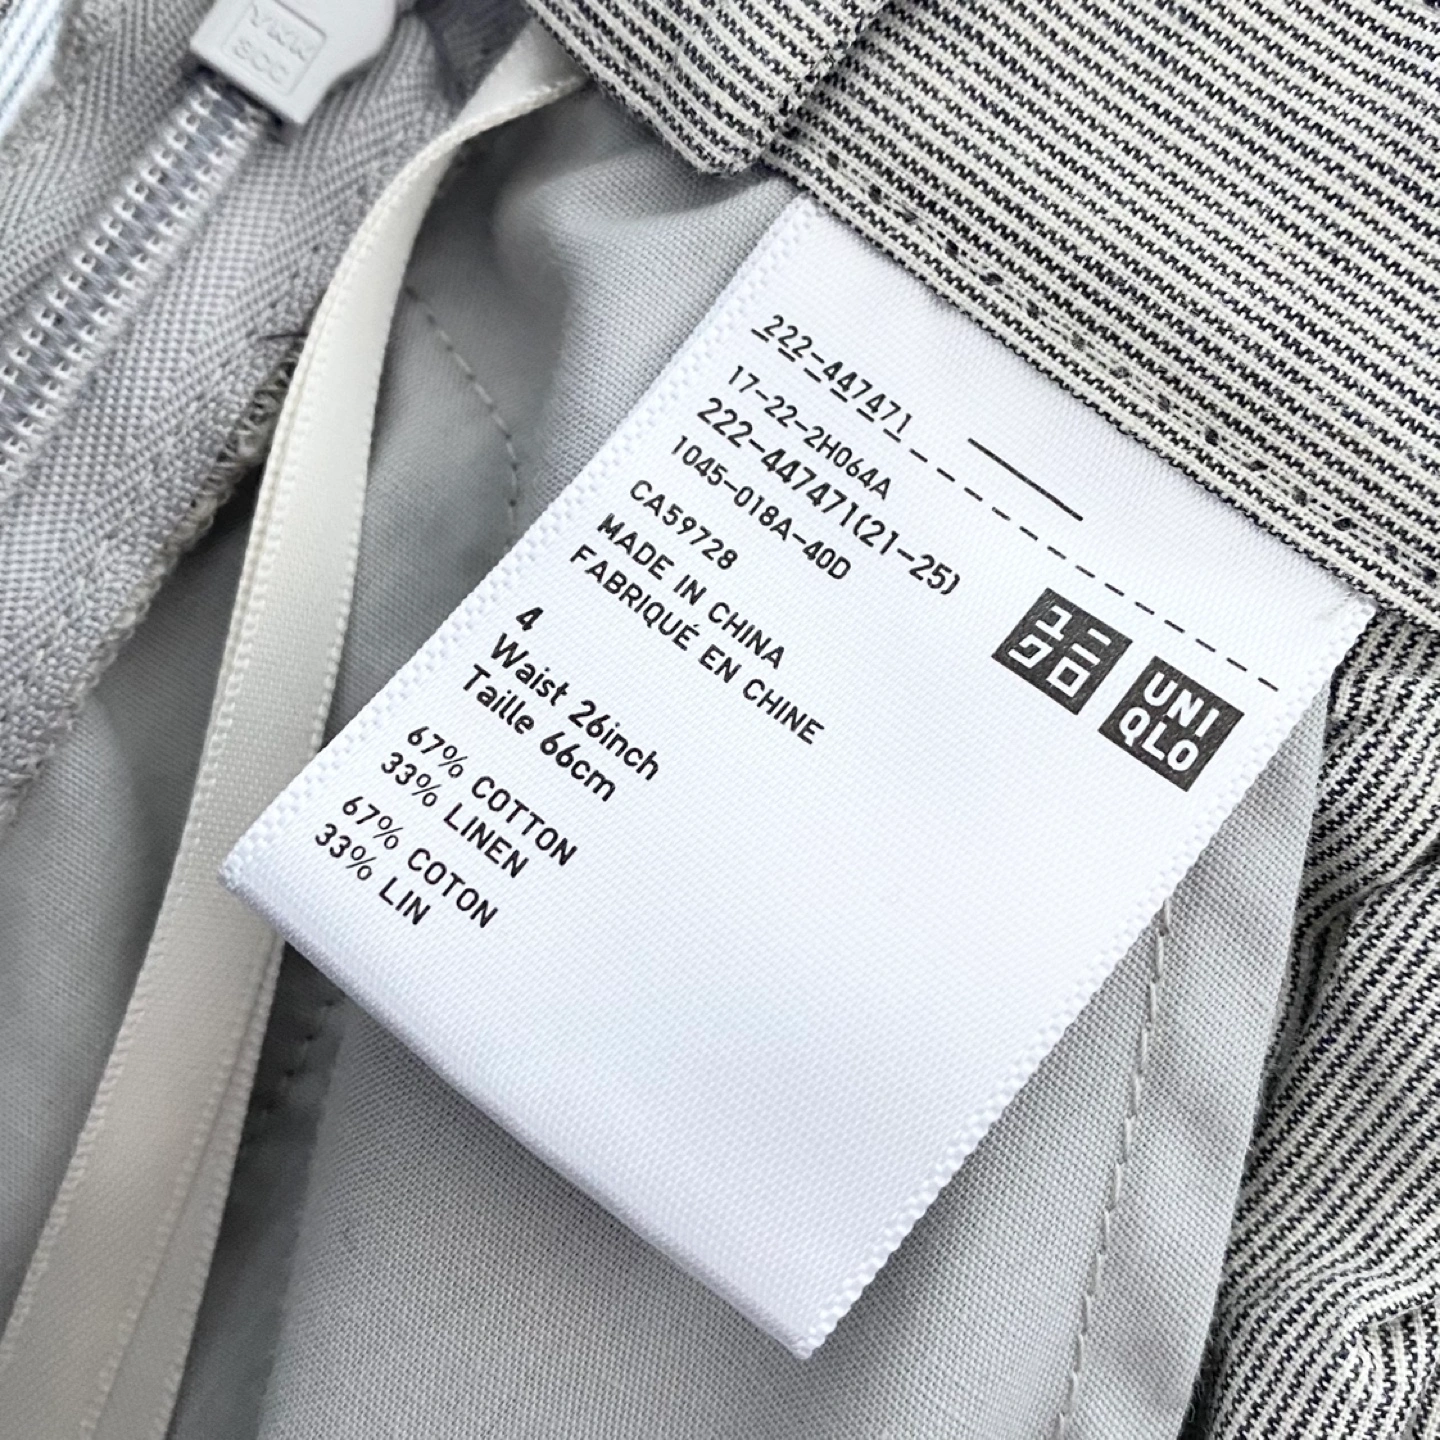 YKK
8CC
222-447471
17-22-2H064A
222-447471(21-25)
1045-018A-40D
CA59728
MADE IN CHINA
FABRIQUÉ EN CHINE
4
Waist 26inch
Taille 66cm
67% COTTON
33% LINEN
67% COTON
33% LIN
ユニ
クロ
UNI
QLO